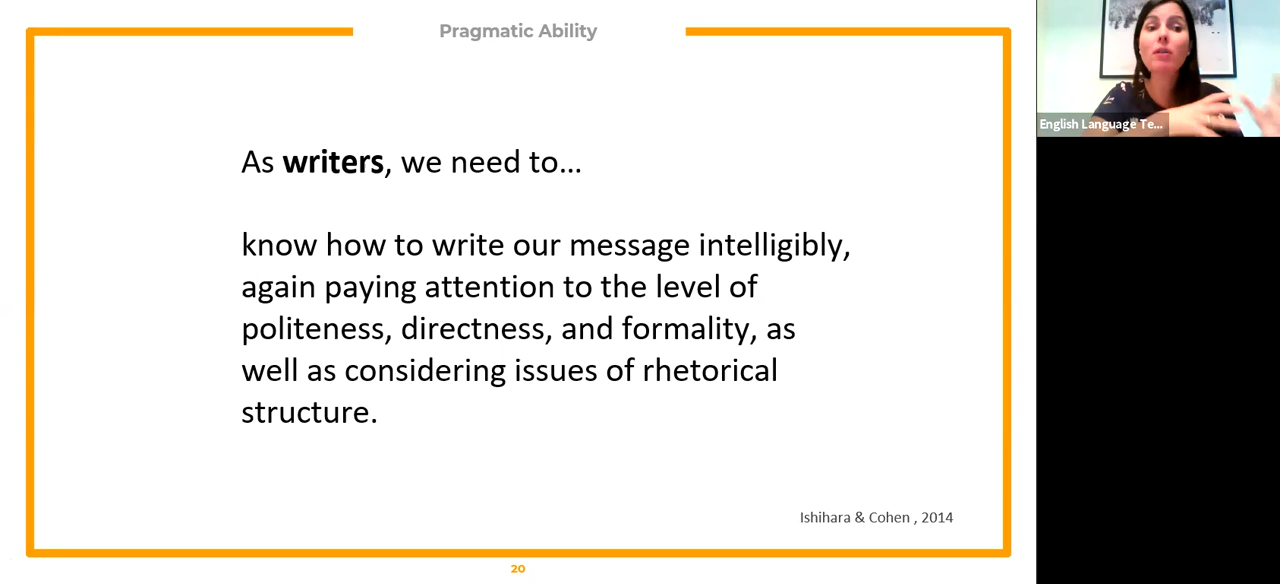 Pragmatic Ability
As writers, we need to...
know how to write our message intelligibly,
again paying attention to the level of
politeness, directness, and formality, as
well as considering issues of rhetorical
structure.
Ishihara & Cohen , 2014
20
English Language Te...